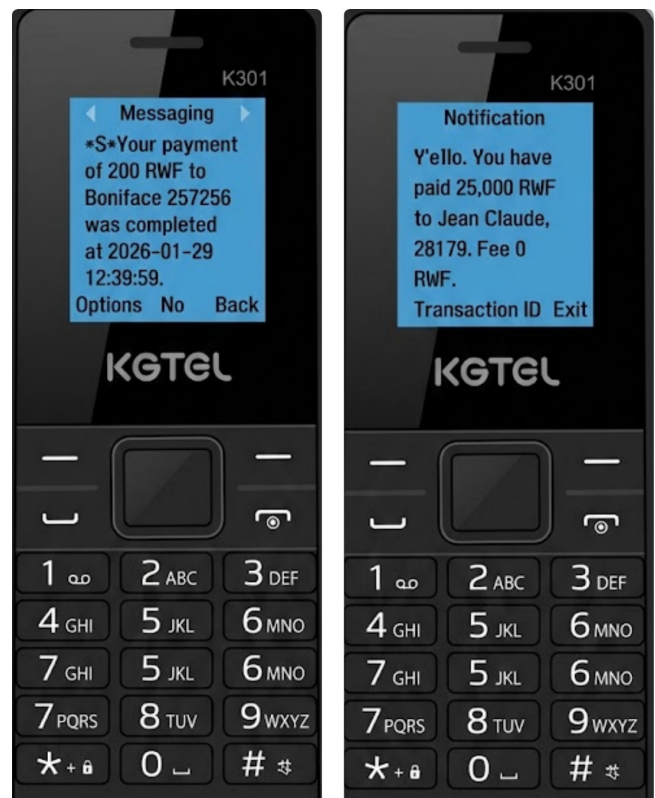 K301
Messaging
*S*Your payment
of 200 RWF to
Boniface 257256
was completed
at 2026-01-29
12:39:59.
Options No Back
KGTEL
1
2 ABC
3 DEF
4 GHI
5 JKL
6 MNO
7 GHI
5 JKL
6 MNO
7 PQRS
8 TUV
9 WXYZ
* +
0
#
K301
Notification
Y'ello. You have
paid 25,000 RWF
to Jean Claude,
28179. Fee 0
RWF.
Transaction ID Exit
KGTEL
1
2 ABC
3 DEF
4 GHI
5 JKL
6 MNO
7 GHI
5 JKL
6 MNO
7 PQRS
8 TUV
9 WXYZ
* +
0
#